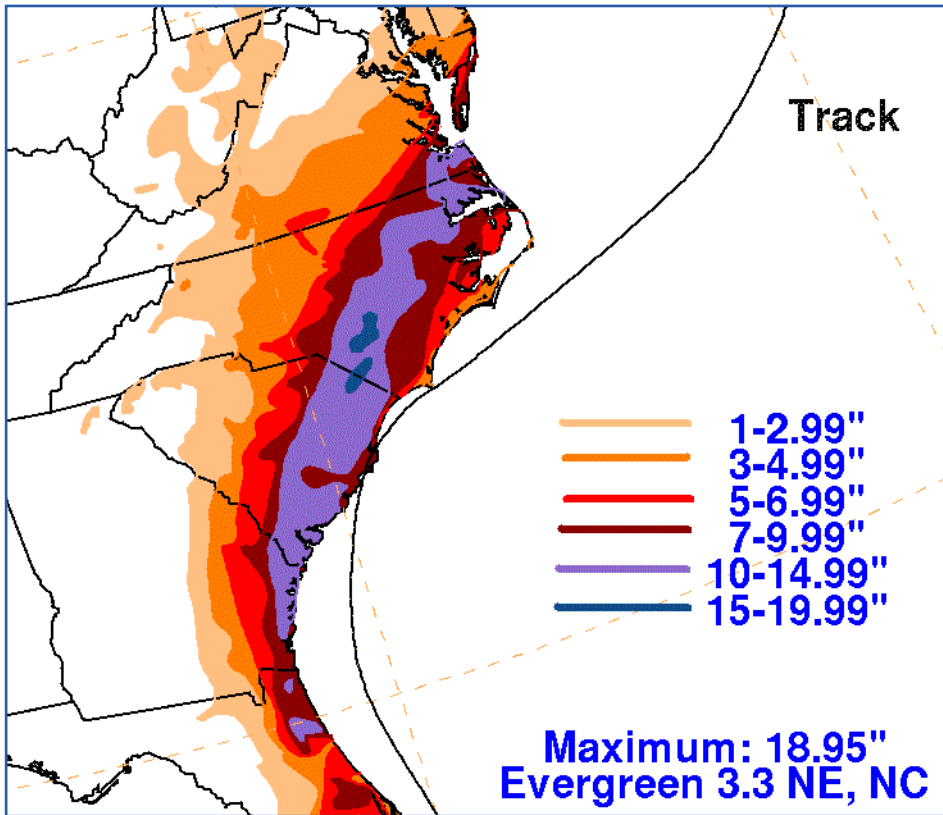 Track
1-2.99"
3-4.99"
5-6.99"
7-9.99"
10-14.99"
15-19.99"
Maximum: 18.95"
Evergreen 3.3 NE, NC